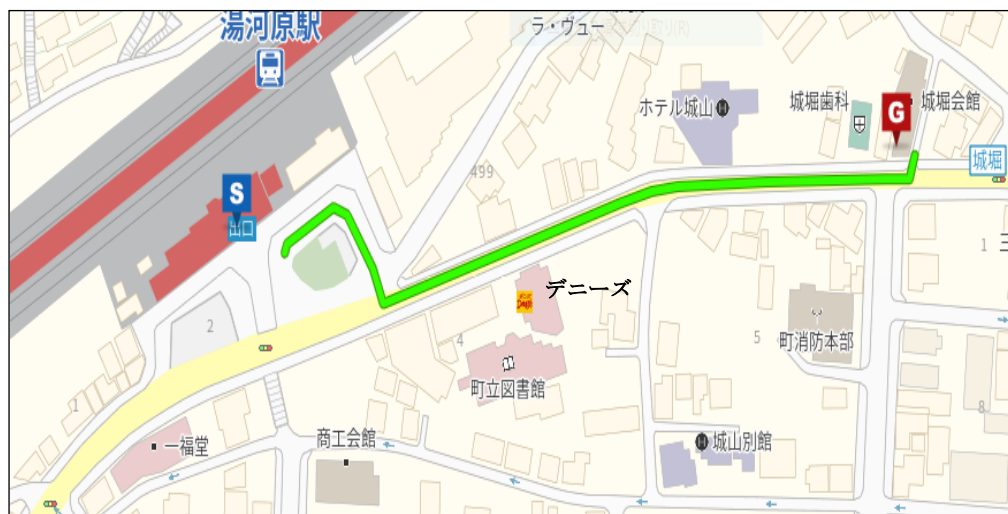 湯河原駅
ラ・ヴュー
ホテル城山
城堀歯科
G
城堀会館
城堀
499
S
出口
1
三
デニーズ
2
4
5
町消防本部
町立図書館
1
8
一福堂
商工会館
城山別館